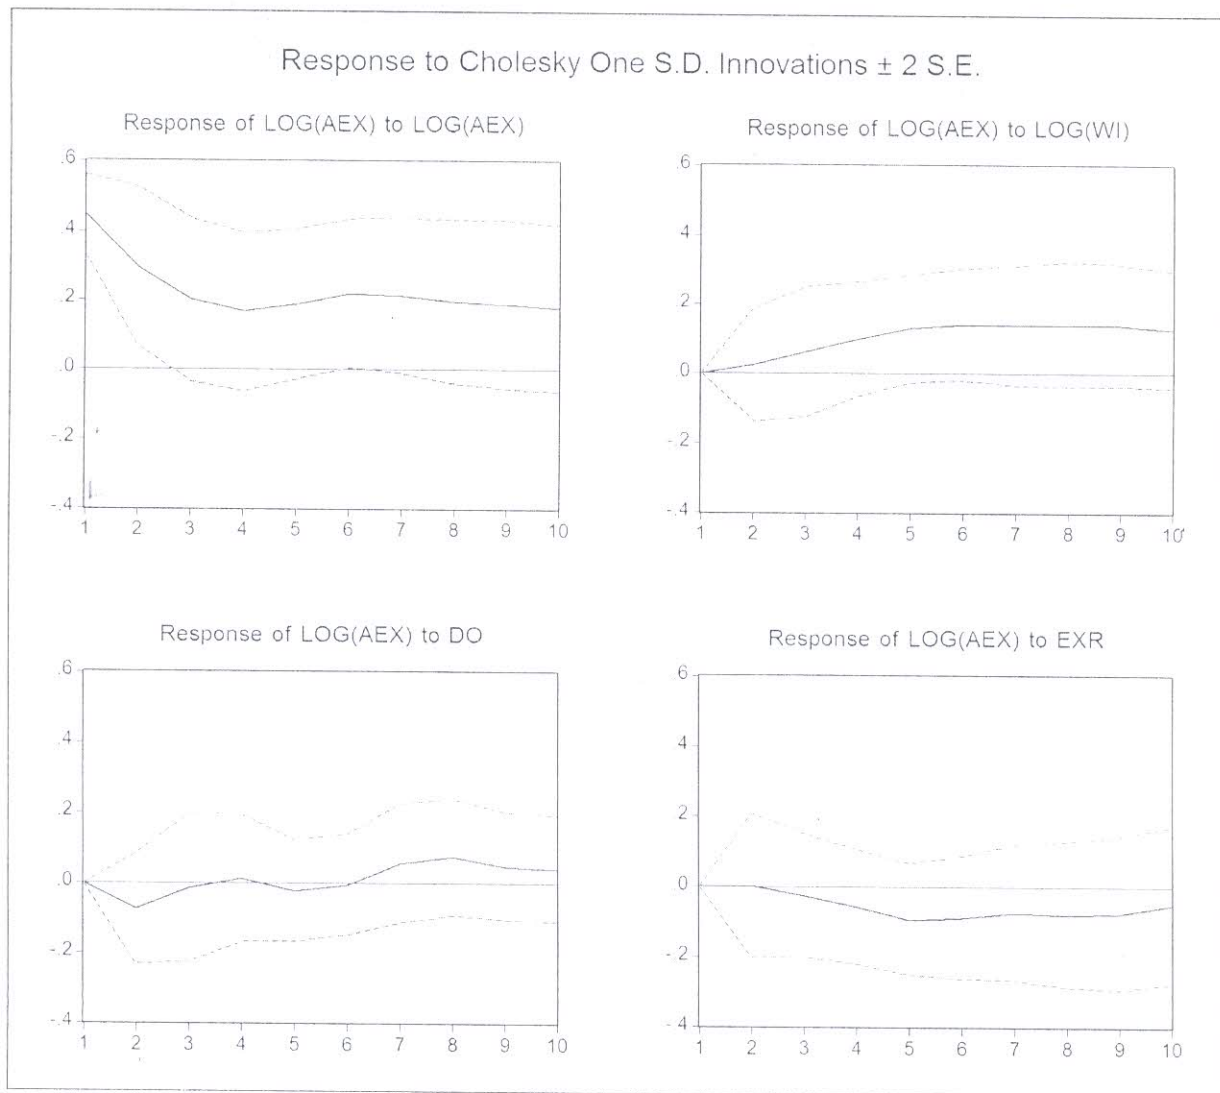 Response to Cholesky One S.D. Innovations ± 2 S.E.
Response of LOG(AEX) to LOG(AEX)
.6
.4
.2
.0
-.2
-.4
1 2 3 4 5 6 7 8 9 10
Response of LOG(AEX) to LOG(WI)
.6
.4
.2
.0
-.2
-.4
1 2 3 4 5 6 7 8 9 10
Response of LOG(AEX) to DO
.6
.4
.2
.0
-.2
-.4
1 2 3 4 5 6 7 8 9 10
Response of LOG(AEX) to EXR
.6
.4
.2
.0
-.2
-.4
1 2 3 4 5 6 7 8 9 10